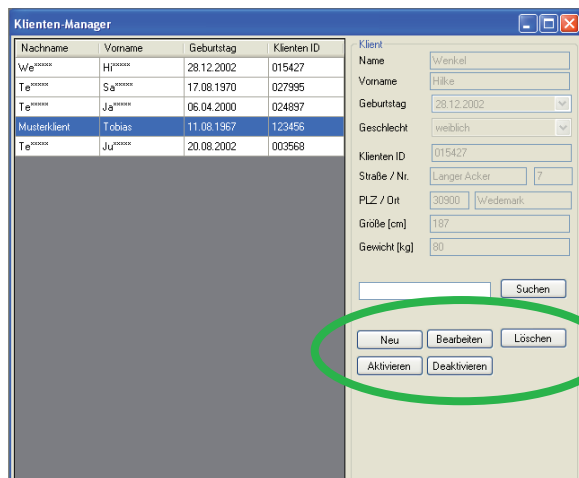 Klienten-Manager
Nachname Vorname Geburtstag Klienten ID
We***** Hi***** 28.12.2002 015427
Te***** Sa***** 17.08.1970 027995
Te***** Ja***** 06.04.2000 024897
Musterklient Tobias 11.08.1967 123456
Te***** Ju***** 20.08.2002 003568
Klient
Name Wenkel
Vorname Hilke
Geburtstag 28.12.2002
Geschlecht weiblich
Klienten ID 015427
Straße / Nr. Langer Acker 7
PLZ / Ort 30900 Wedemark
Größe [cm] 187
Gewicht [kg] 80
Suchen
Neu Bearbeiten Löschen
Aktivieren Deaktivieren